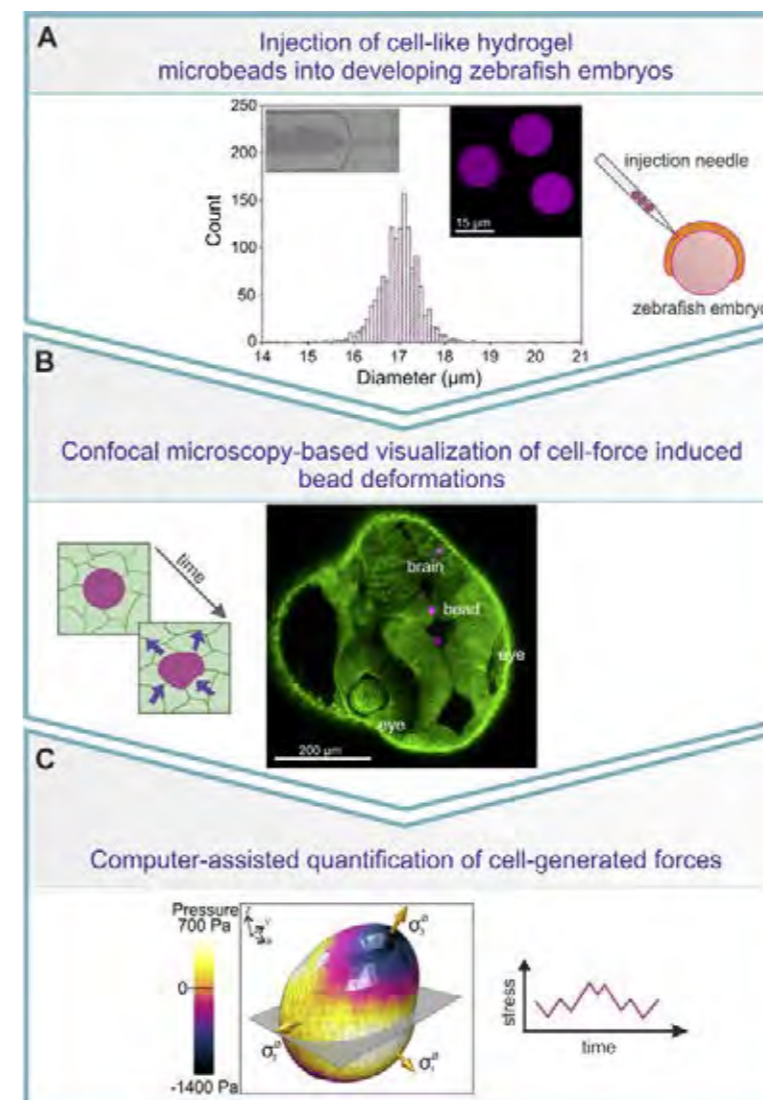 A
Injection of cell-like hydrogel
microbeads into developing zebrafish embryos
250
200
150
100
50
0
Count
14 15 16 17 18 19 20 21
Diameter (µm)
15 µm
injection needle
zebrafish embryo
B
Confocal microscopy-based visualization of cell-force induced
bead deformations
time
brain
bead
eye
eye
200 µm
C
Computer-assisted quantification of cell-generated forces
Pressure
700 Pa
0
-1400 Pa
stress
time